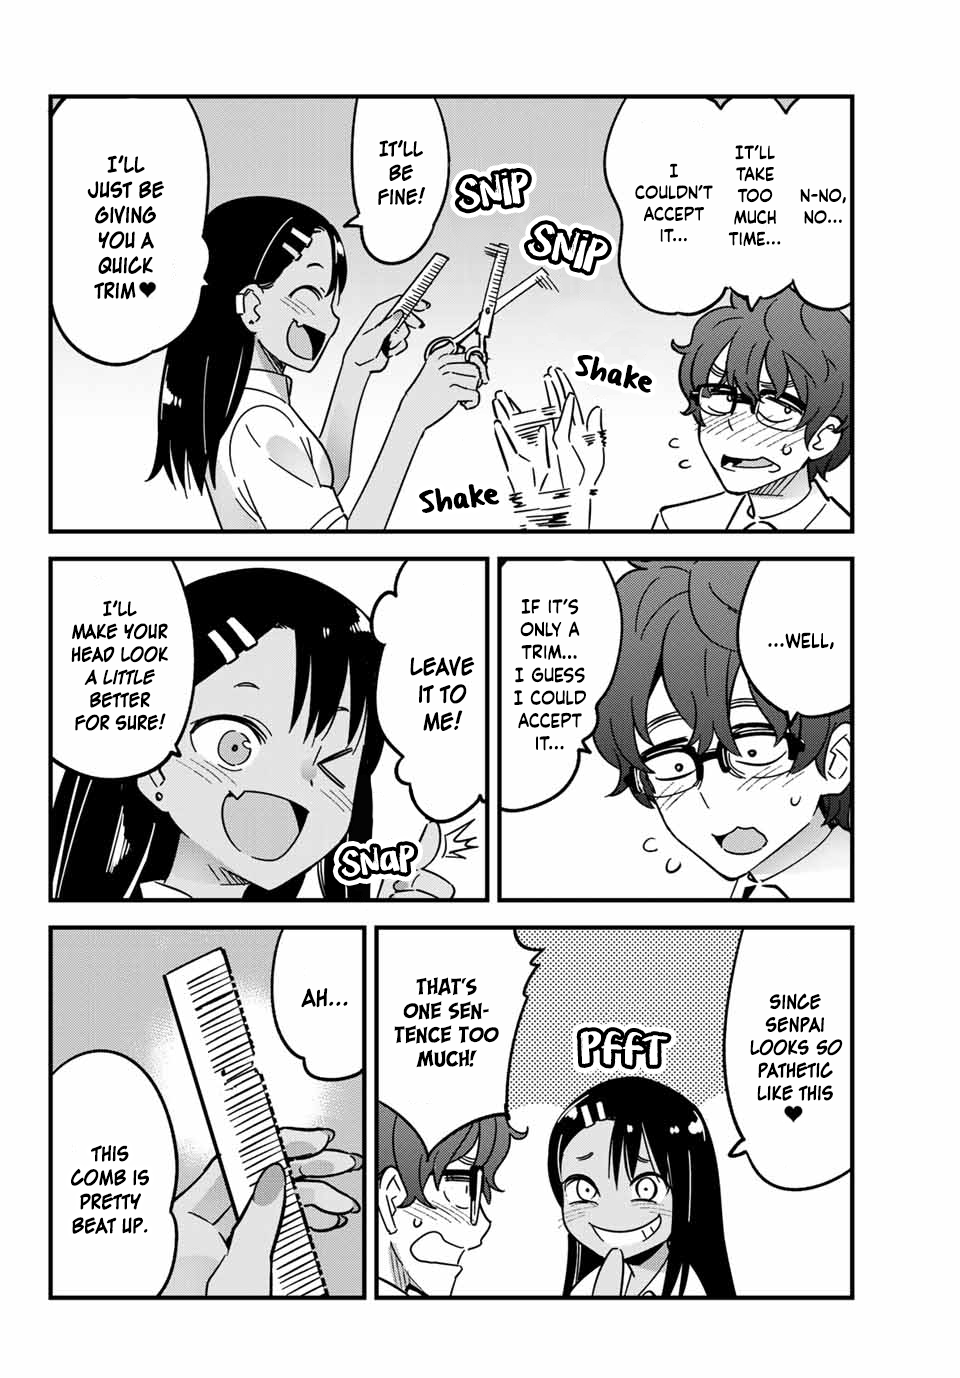 N-NO,
NO...
IT'LL
TAKE
TOO
MUCH
TIME...
I
COULDN'T
ACCEPT
IT...
SNIP
SNIP
IT'LL
BE
FINE!
I'LL
JUST BE
GIVING
YOU A
QUICK
TRIM♥
Shake
Shake
...WELL,
IF IT'S
ONLY A
TRIM...
I GUESS
I COULD
ACCEPT
IT...
LEAVE
IT TO
ME!
I'LL
MAKE YOUR
HEAD LOOK
A LITTLE
BETTER
FOR SURE!
SNAP
SINCE
SENPAI
LOOKS SO
PATHETIC
LIKE THIS
♥
PFFT
THAT'S
ONE SEN-
TENCE TOO
MUCH!
AH...
THIS
COMB IS
PRETTY
BEAT UP.